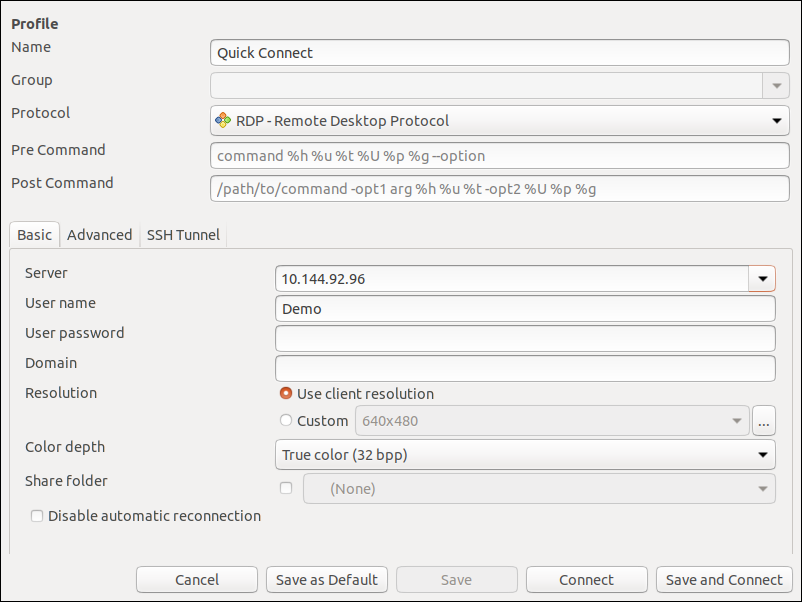 Profile
Name
Quick Connect
Group
Protocol
RDP - Remote Desktop Protocol
Pre Command
command %h %u %t %U %p %g --option
Post Command
/path/to/command -opt1 arg %h %u %t -opt2 %U %p %g
Basic Advanced SSH Tunnel
Server
10.144.92.96
User name
Demo
User password
Domain
Resolution
Use client resolution
Custom
640x480
...
Color depth
True color (32 bpp)
Share folder
(None)
Disable automatic reconnection
Cancel Save as Default Save Connect Save and Connect